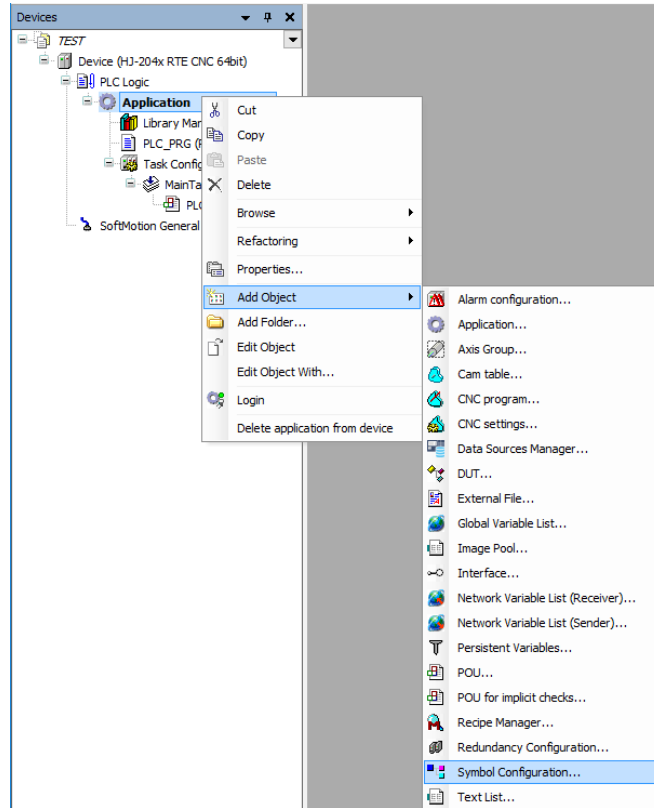 Devices
TEST
Device (HJ-204x RTE CNC 64bit)
PLC Logic
Application
Library Mar
PLC_PRG (P
Task Config
MainTa
PLC
SoftMotion General
Cut
Copy
Paste
Delete
Browse
Refactoring
Properties...
Add Object
Add Folder...
Edit Object
Edit Object With...
Login
Delete application from device
Alarm configuration...
Application...
Axis Group...
Cam table...
CNC program...
CNC settings...
Data Sources Manager...
DUT...
External File...
Global Variable List...
Image Pool...
Interface...
Network Variable List (Receiver)...
Network Variable List (Sender)...
Persistent Variables...
POU...
POU for implicit checks...
Recipe Manager...
Redundancy Configuration...
Symbol Configuration...
Text List...